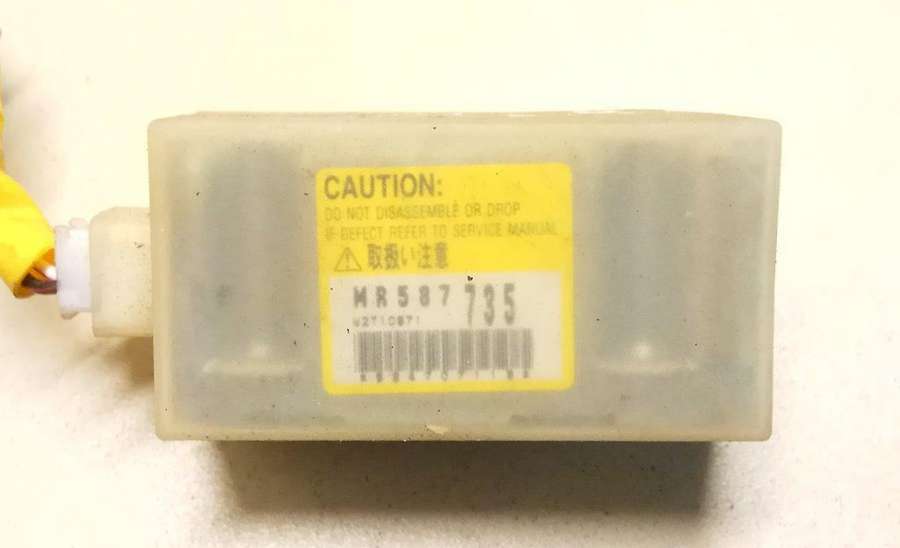 CAUTION:
DO NOT DISASSEMBLE OR DROP
IF DEFECT REFER TO SERVICE MANUAL
取扱い注意
MR587 735